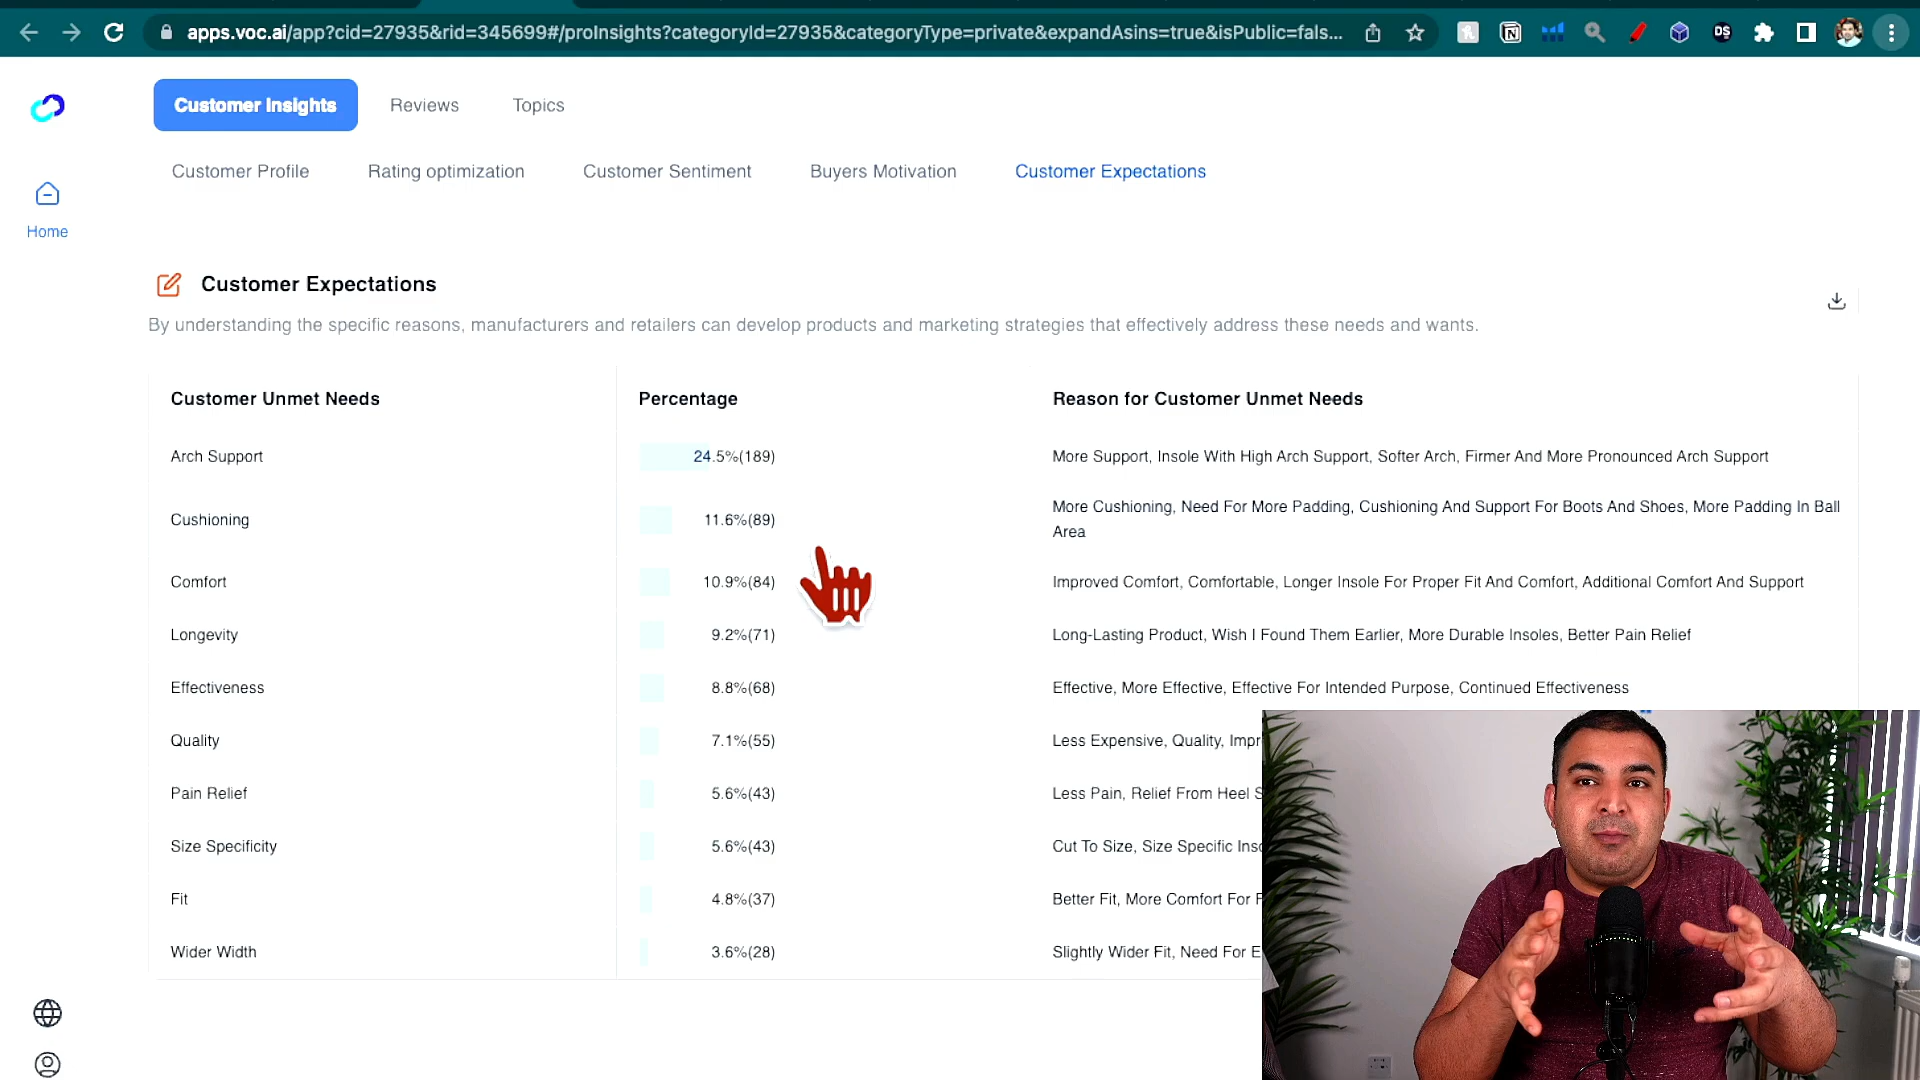 apps.voc.ai/app?cid=27935&rid=345699#/proInsights?categoryId=27935&categoryType=private&expandAsins=true&isPublic=fals...
DS
Customer Insights Reviews Topics
Customer Profile Rating optimization Customer Sentiment Buyers Motivation Customer Expectations
Home
Customer Expectations
By understanding the specific reasons, manufacturers and retailers can develop products and marketing strategies that effectively address these needs and wants.
Customer Unmet Needs Percentage Reason for Customer Unmet Needs
Arch Support 24.5%(189) More Support, Insole With High Arch Support, Softer Arch, Firmer And More Pronounced Arch Support
Cushioning 11.6%(89) More Cushioning, Need For More Padding, Cushioning And Support For Boots And Shoes, More Padding In Ball
Area
Comfort 10.9%(84) Improved Comfort, Comfortable, Longer Insole For Proper Fit And Comfort, Additional Comfort And Support
Longevity 9.2%(71) Long-Lasting Product, Wish I Found Them Earlier, More Durable Insoles, Better Pain Relief
Effectiveness 8.8%(68) Effective, More Effective, Effective For Intended Purpose, Continued Effectiveness
Quality 7.1%(55) Less Expensive, Quality, Impr
Pain Relief 5.6%(43) Less Pain, Relief From Heel S
Size Specificity 5.6%(43) Cut To Size, Size Specific Inso
Fit 4.8%(37) Better Fit, More Comfort For F
Wider Width 3.6%(28) Slightly Wider Fit, Need For E